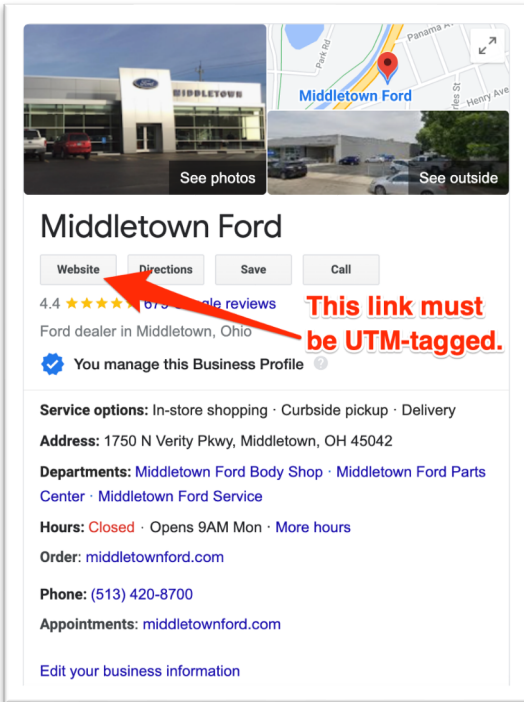 Ford
MIDDLETOWN
See photos
Park Rd
Panama A
Middletown Ford
Henry Ave
See outside
Middletown Ford
Website
Directions
Save
Call
4.4
reviews
This link must
be UTM-tagged.
Ford dealer in Middletown, Ohio
You manage this Business Profile
Service options: In-store shopping · Curbside pickup · Delivery
Address: 1750 N Verity Pkwy, Middletown, OH 45042
Departments: Middletown Ford Body Shop · Middletown Ford Parts
Center · Middletown Ford Service
Hours: Closed · Opens 9AM Mon · More hours
Order: middletownford.com
Phone: (513) 420-8700
Appointments: middletownford.com
Edit your business information